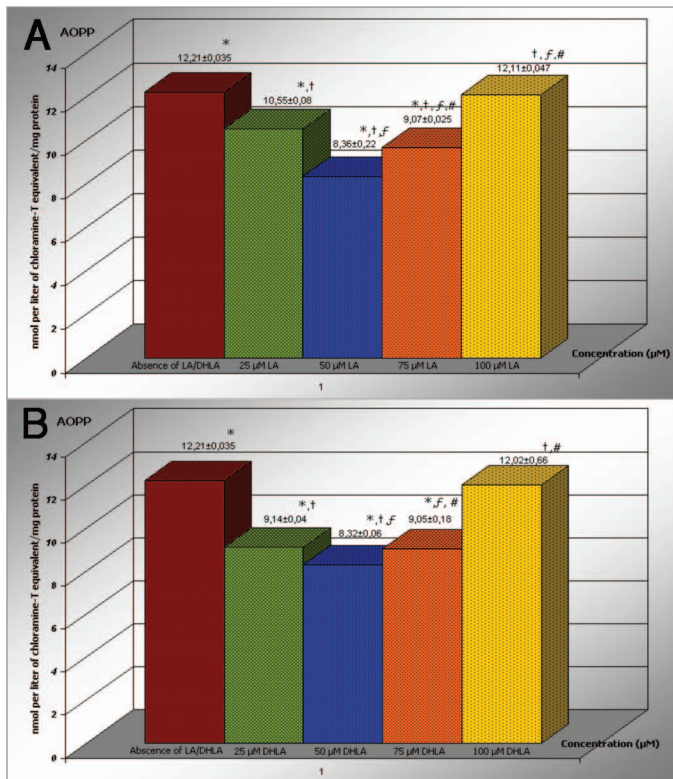 A
AOPP
*
12,21±0,035
*,†
10,55±0,08
*,†,ƒ
8,36±0,22
*,†,ƒ,#
9,07±0,025
†,ƒ,#
12,11±0,047
14
12
10
8
6
4
2
0
nmol per liter of chloramine-T equivalent/mg protein
Absence of LA/DHLA 25 µM LA 50 µM LA 75 µM LA 100 µM LA
Concentration (µM)
1
B
AOPP
*
12,21±0,035
*,†
9,14±0,04
*,†,ƒ
8,32±0,06
*,ƒ, #
9,05±0,18
†,#
12,02±0,66
14
12
10
8
6
4
2
0
nmol per liter of chloramine-T equivalent/mg protein
Absence of LA/DHLA 25 µM DHLA 50 µM DHLA 75 µM DHLA 100 µM DHLA
Concentration (µM)
1